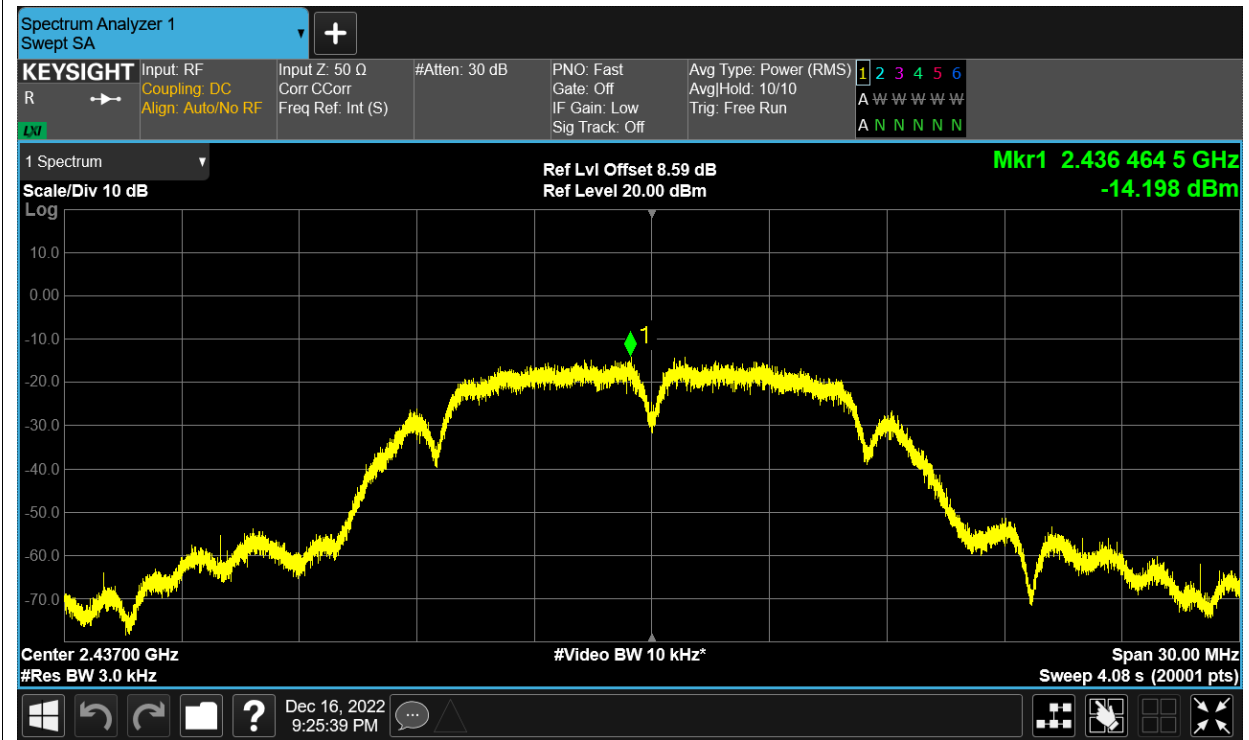 Spectrum Analyzer 1
Swept SA
KEYSIGHT
R
LXI
Input: RF
Coupling: DC
Align: Auto/No RF
Input Z: 50 Ω
Corr CCorr
Freq Ref: Int (S)
#Atten: 30 dB
PNO: Fast
Gate: Off
IF Gain: Low
Sig Track: Off
Avg Type: Power (RMS)
Avg|Hold: 10/10
Trig: Free Run
1 2 3 4 5 6
A W W W W W
A N N N N N
1 Spectrum
Scale/Div 10 dB
Ref Lvl Offset 8.59 dB
Ref Level 20.00 dBm
Mkr1 2.436 464 5 GHz
-14.198 dBm
Log
10.0
0.00
-10.0
-20.0
-30.0
-40.0
-50.0
-60.0
-70.0
1
Center 2.43700 GHz
#Res BW 3.0 kHz
#Video BW 10 kHz*
Span 30.00 MHz
Sweep 4.08 s (20001 pts)
?
Dec 16, 2022
9:25:39 PM